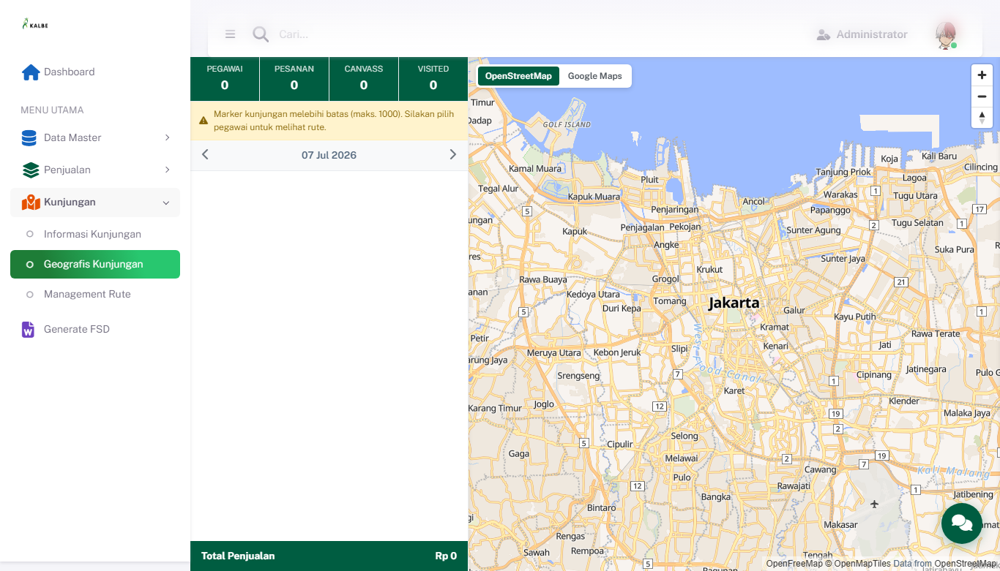 KALBE
Cari...
Administrator
Dashboard
MENU UTAMA
Data Master
Penjualan
Kunjungan
Informasi Kunjungan
Geografis Kunjungan
Management Rute
Generate FSD
PEGAWAI
0
PESANAN
0
CANVASS
0
VISITED
0
Marker kunjungan melebihi batas (maks. 1000). Silakan pilih
pegawai untuk melihat rute.
07 Jul 2026
Total Penjualan
Rp 0
OpenStreetMap
Google Maps
Timur
Dadap
GOLF ISLAND
Kamal Muara
Tegal Alur
Kapuk Muara
Pluit
Koja
Kali Baru
Cilincing
Tanjung Priok
Lagoa
Warakas
1
Tugu Utara
Ancol
Papanggo
17
5
Penjaringan
Kapuk
Penjagalan
Pekojan
Angke
Sunter Agung
2
Tugu Selatan
1
Suka Pura
Krukut
Sunter Jaya
Rawa Buaya
Grogol
21
Kedoya Utara
Tomang
Jakarta
Duri Kepa
Galur
5
Kayu Putih
1
Kramat
Petir
Rawa Terate
Meruya Utara
Kebon Jeruk
Slipi
Kenari
Jati
West Flood Canal
Jatinegara
Srengseng
7
Cipinang
Pulo G
1
Karet
Joglo
12
Klender
Karang Timur
19
Malaka Jaya
2
Selong
5
Cipulir
Gaga
Melawai
2
19
7
Cawang
Kali Malang
Pulo
12
Rawajati
1
Jatibening
Bangka
Bintaro
Makasar
Rengas
Rempoa
Sawah
5
Tengah
OpenFreeMap © OpenMapTiles Data from OpenStreetMap